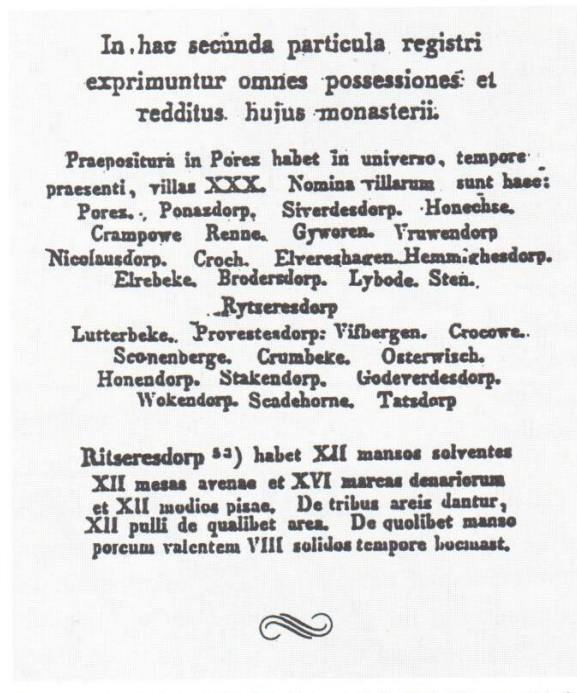 In hac secunda particula registri
exprimuntur omnes possessiones et
redditus hujus monasterii.
Praepositura in Porez habet in universo, tempore
praesenti, villas XXX. Nomina villarum sunt haec:
Porez. Ponazdorp. Siverdesdorp. Honechse.
Crampowe Renne. Gyworen. Vruwendorp
Nicolausdorp. Croch. Elvereshagen. Hemmighesdorp.
Elrebeke. Brodersdorp. Lybode. Sten.
Rytseresdorp
Lutterbeke. Provestesdorp: Visbergen. Crocowe.
Sconenberge. Crumbeke. Osterwisch.
Honendorp. Stakendorp. Godeverdesdorp.
Wokendorp. Scadehorne. Tatsdorp
Ritseresdorp ⁵²) habet XII mansos solventes
XII mesas avenae et XVI marcas denariorum
et XII modios pisae. De tribus areis dantur,
XII pulli de qualibet area. De quolibet manso
porcum valentem VIII solidos tempore bocmast.